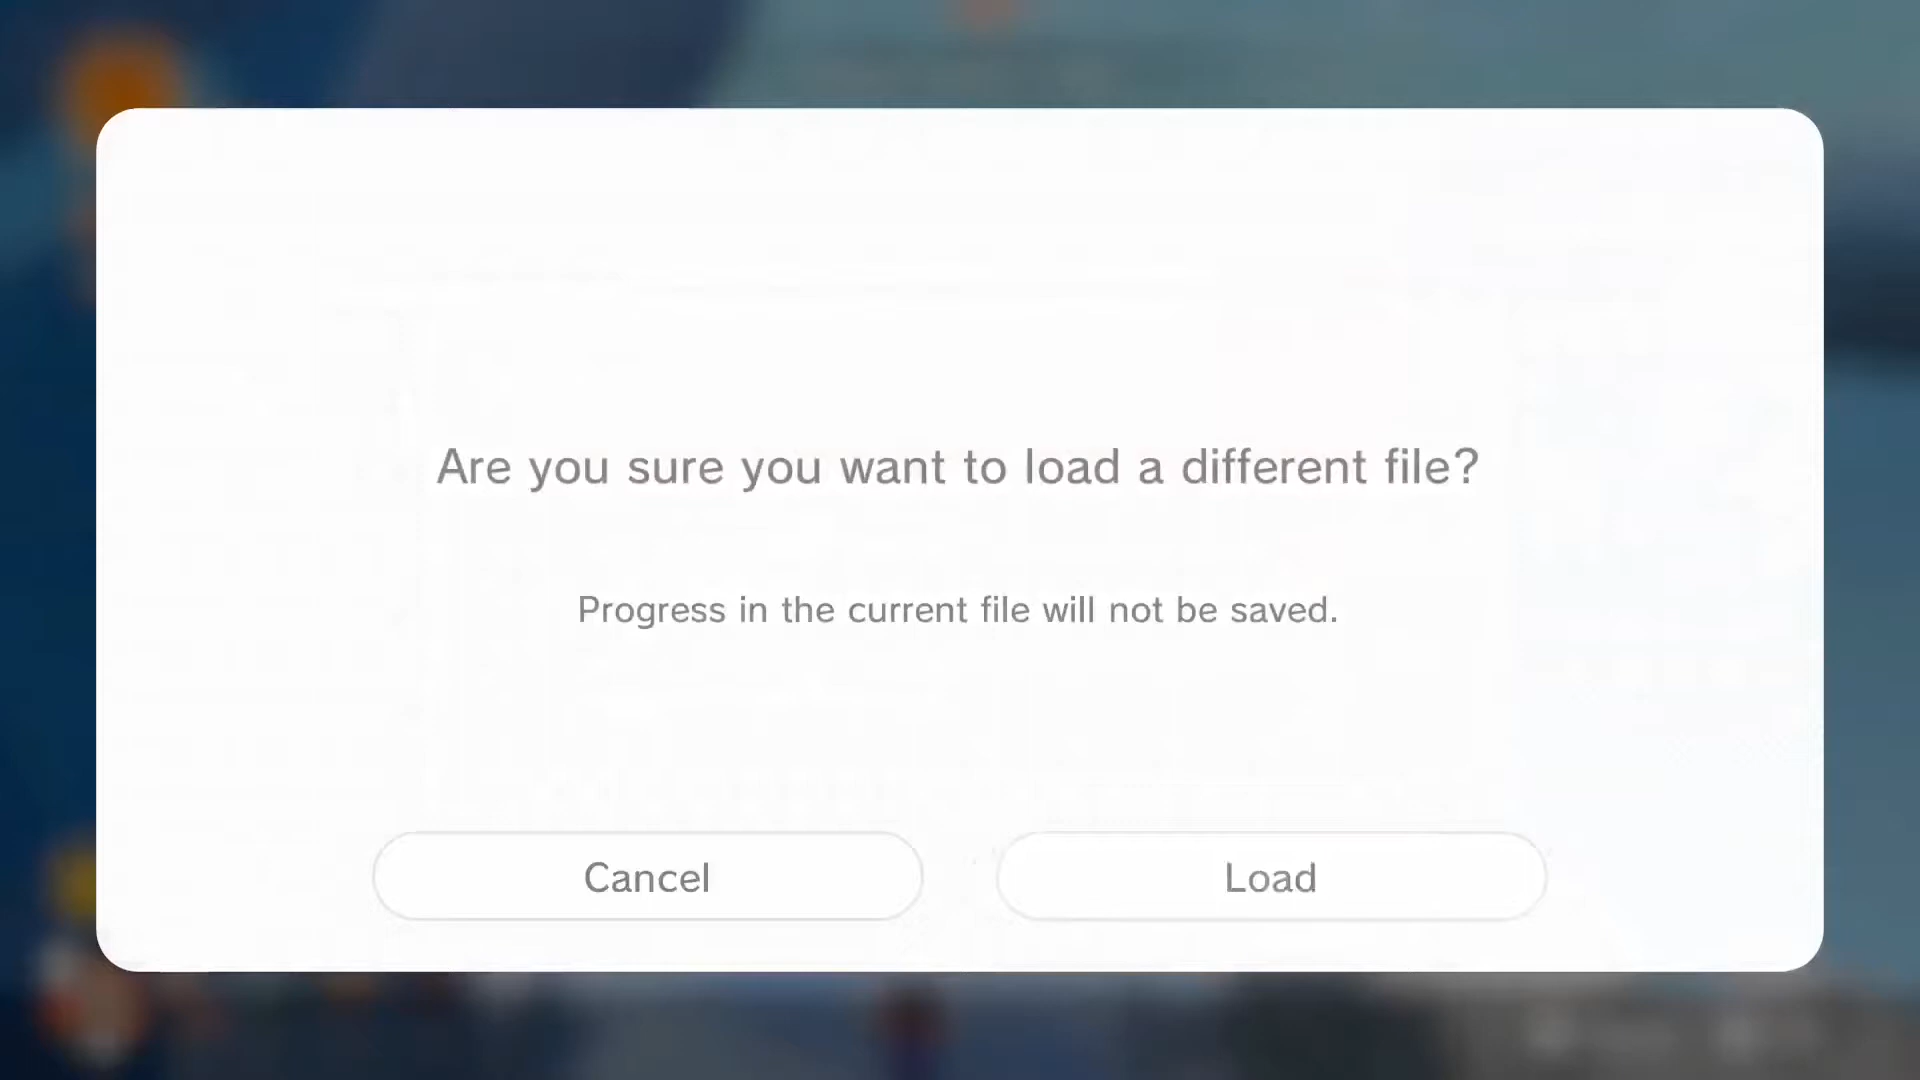 Are you sure you want to load a different file?
Progress in the current file will not be saved.
Cancel
Load